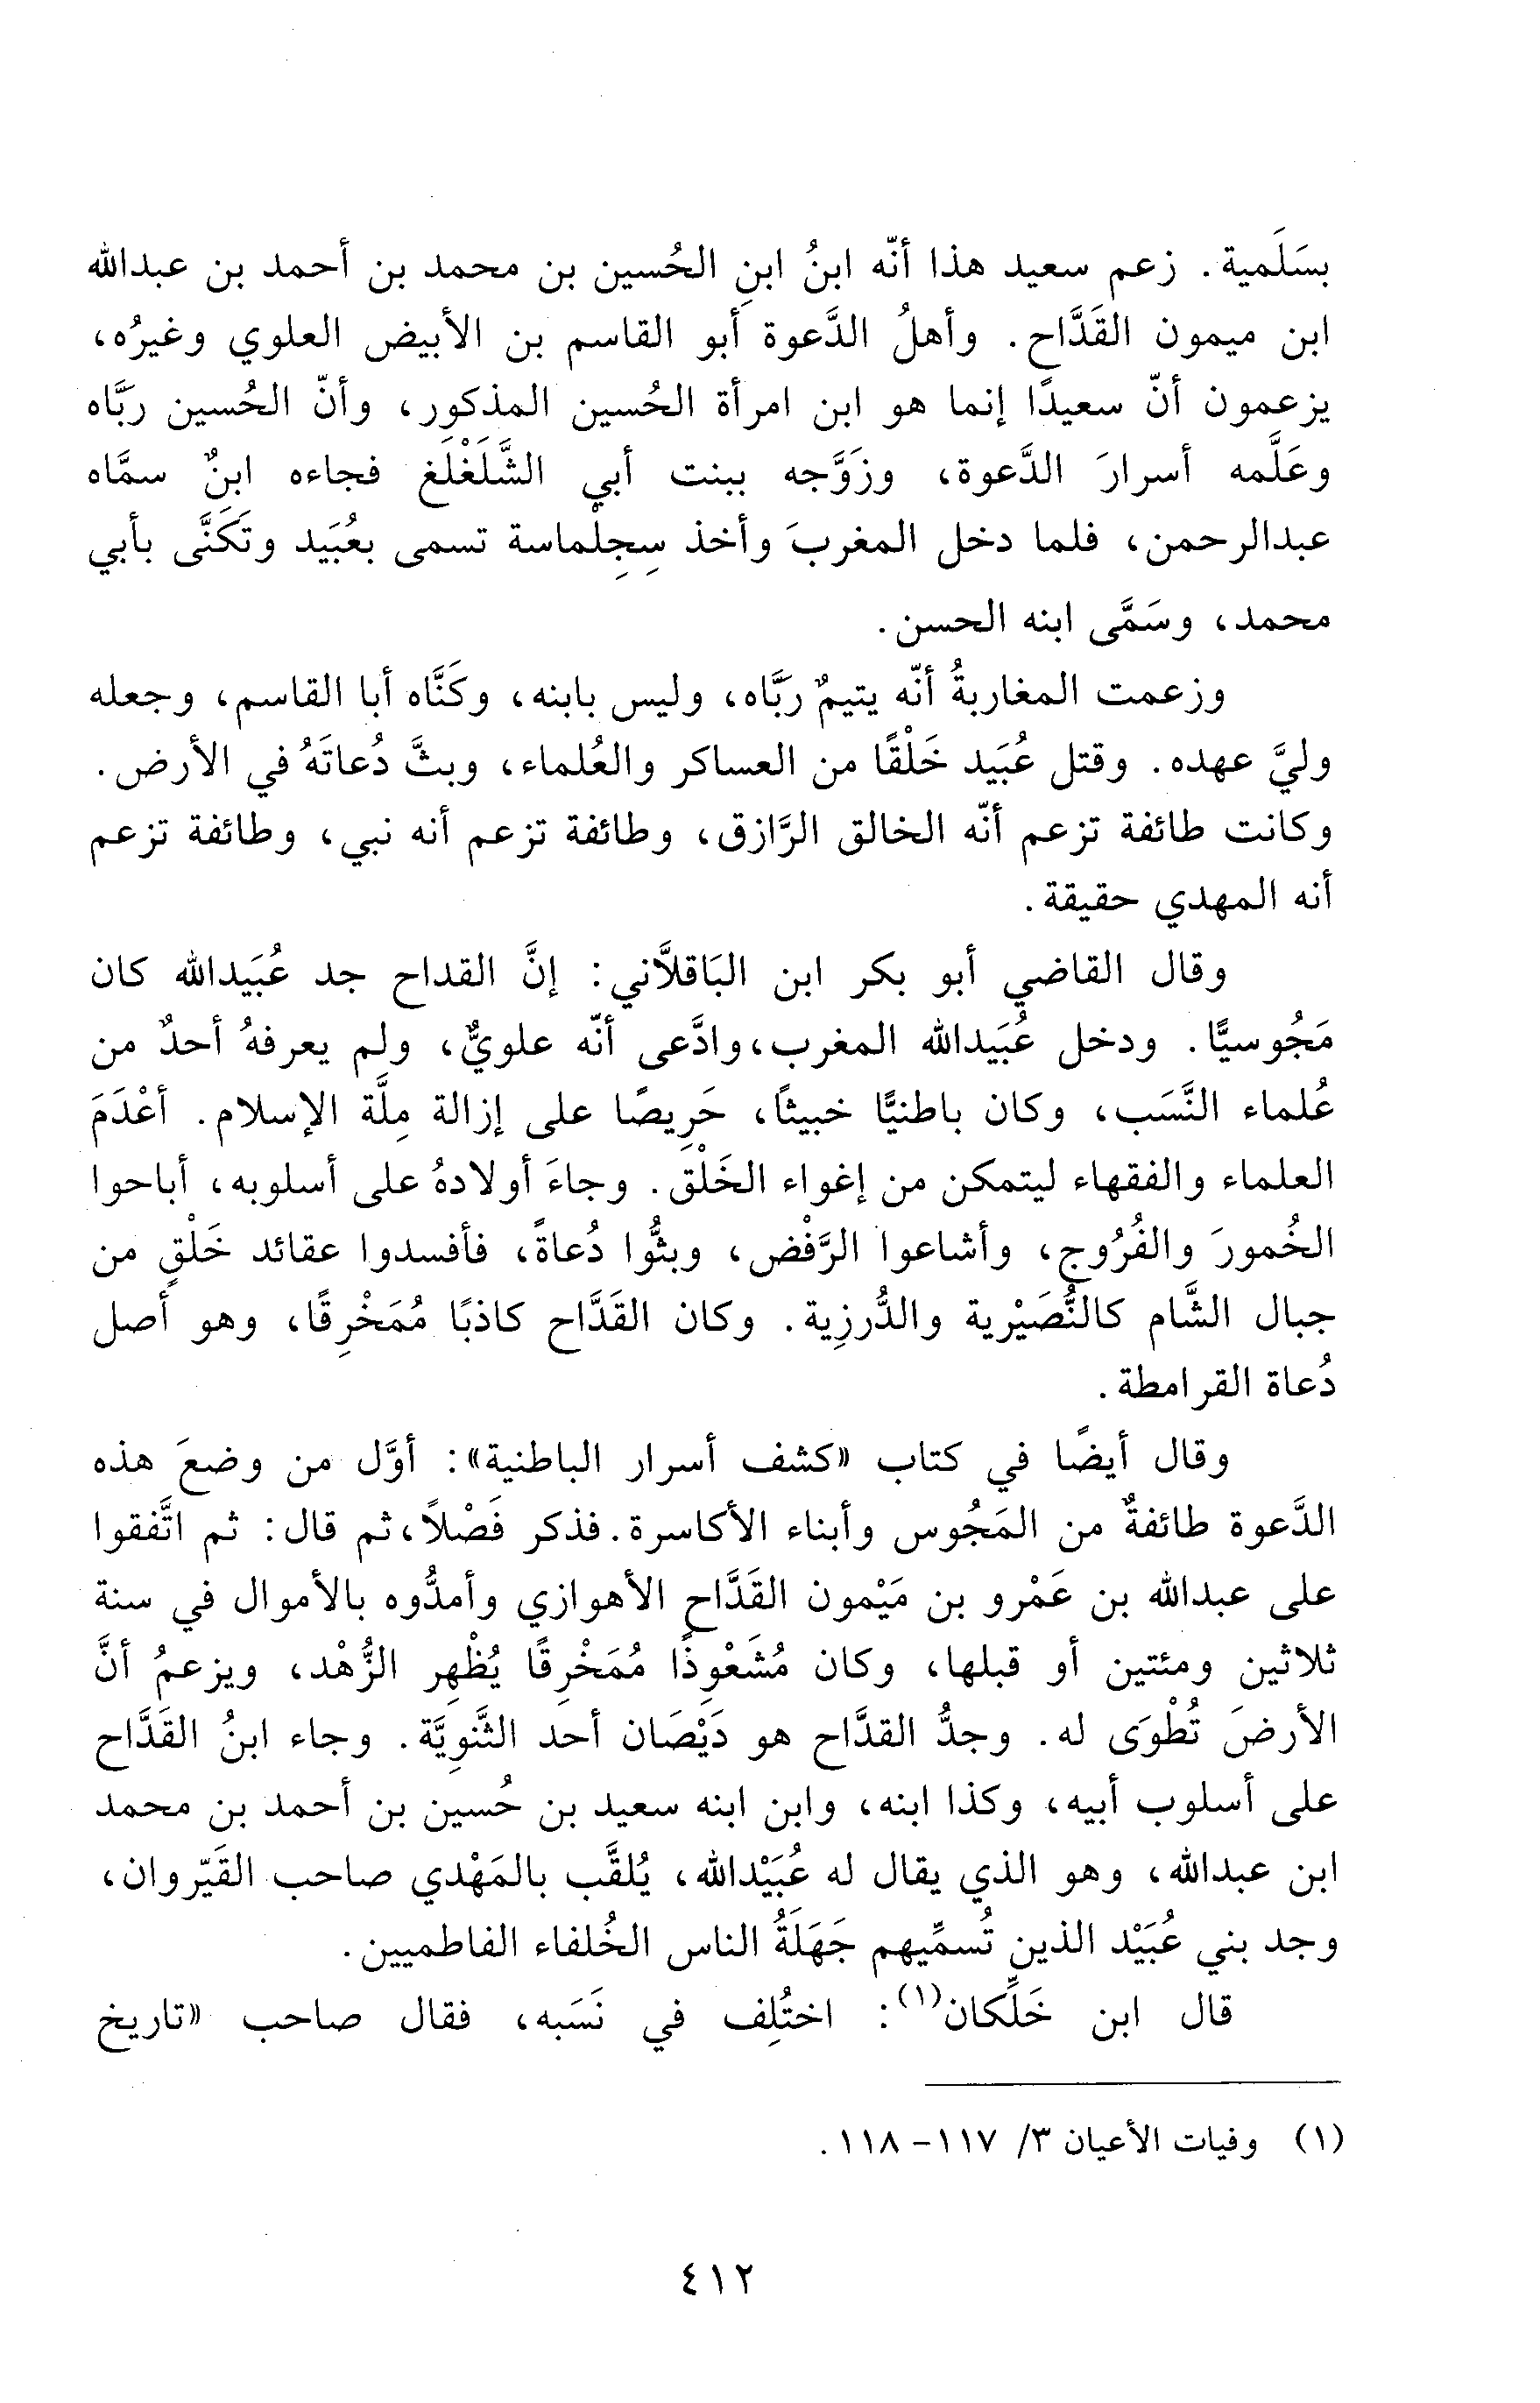 بسَلَمية. زعم سعيد هذا أنّه ابنُ ابنِ الحُسين بن محمد بن أحمد بن عبدالله
ابن ميمون القَدَّاح. وأهلُ الدَّعوة أبو القاسم بن الأبيض العلوي وغيرُه،
يزعمون أنّ سعيدًا إنما هو ابن امرأة الحُسين المذكور، وأنّ الحُسين ربَّاه
وعَلَّمه أسرارَ الدَّعوة، وزَوَّجه ببنت أبي الشَّلَغْلَغ فجاءه ابنٌ سمَّاه
عبدالرحمن، فلما دخل المغربَ وأخذ سِجِلْماسة تسمى بعُبَيد وتَكَنَّى بأبي
محمد، وسَمَّى ابنه الحسن.
وزعمت المغاربةُ أنّه يتيمٌ ربَّاه، وليس بابنه، وكَنَّاه أبا القاسم، وجعله
وليَّ عهده. وقتل عُبَيد خَلْقًا من العساكر والعُلماء، وبثَّ دُعاتَهُ في الأرض.
وكانت طائفة تزعم أنّه الخالق الرَّازق، وطائفة تزعم أنه نبي، وطائفة تزعم
أنه المهدي حقيقة.
وقال القاضي أبو بكر ابن البَاقلاَّني: إنَّ القداح جد عُبَيدالله كان
مَجُوسيًّا. ودخل عُبَيدالله المغرب،وادَّعى أنّه علويٌّ، ولم يعرفهُ أحدٌ من
عُلماء النَّسَب، وكان باطنيًّا خبيثًا، حَرِيصًا على إزالة مِلَّة الإسلام. أعْدَمَ
العلماء والفقهاء ليتمكن من إغواء الخَلْق. وجاءَ أولادهُ على أسلوبه، أباحوا
الخُمورَ والفُرُوج، وأشاعوا الرَّفْض، وبثُّوا دُعاةً، فأفسدوا عقائد خَلْقٍ من
جبال الشَّام كالنُّصَيْرية والدُّرزِية. وكان القَدَّاح كاذبًا مُمَخْرِقًا، وهو أصل
دُعاة القرامطة.
وقال أيضًا في كتاب «كشف أسرار الباطنية»: أوَّل من وضعَ هذه
الدَّعوة طائفةٌ من المَجُوس وأبناء الأكاسرة.فذكر فَصْلاً،ثم قال: ثم اتَّفقوا
على عبدالله بن عَمْرو بن مَيْمون القَدَّاح الأهوازي وأمدُّوه بالأموال في سنة
ثلاثين ومئتين أو قبلها، وكان مُشَعْوِذًا مُمَخْرِقًا يُظْهِر الزُّهْد، ويزعمُ أنَّ
الأرضَ تُطْوَى له. وجدُّ القدَّاح هو دَيْصَان أحد الثَّنوِيَّة. وجاء ابنُ القَدَّاح
على أسلوب أبيه، وكذا ابنه، وابن ابنه سعيد بن حُسين بن أحمد بن محمد
ابن عبدالله، وهو الذي يقال له عُبَيْدالله، يُلقَّب بالمَهْدي صاحب القَيّروان،
وجد بني عُبَيْد الذين تُسمِّيهم جَهَلَةُ الناس الخُلفاء الفاطميين.
قال ابن خَلِّكان(١): اختُلِف في نَسَبه، فقال صاحب «تاريخ
(١) وفيات الأعيان ٣/ ١١٧- ١١٨.
٤١٢